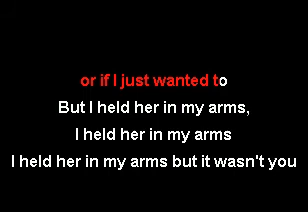 or if I just wanted to
But I held her in my arms,
I held her in my arms
I held her in my arms but it wasn't you